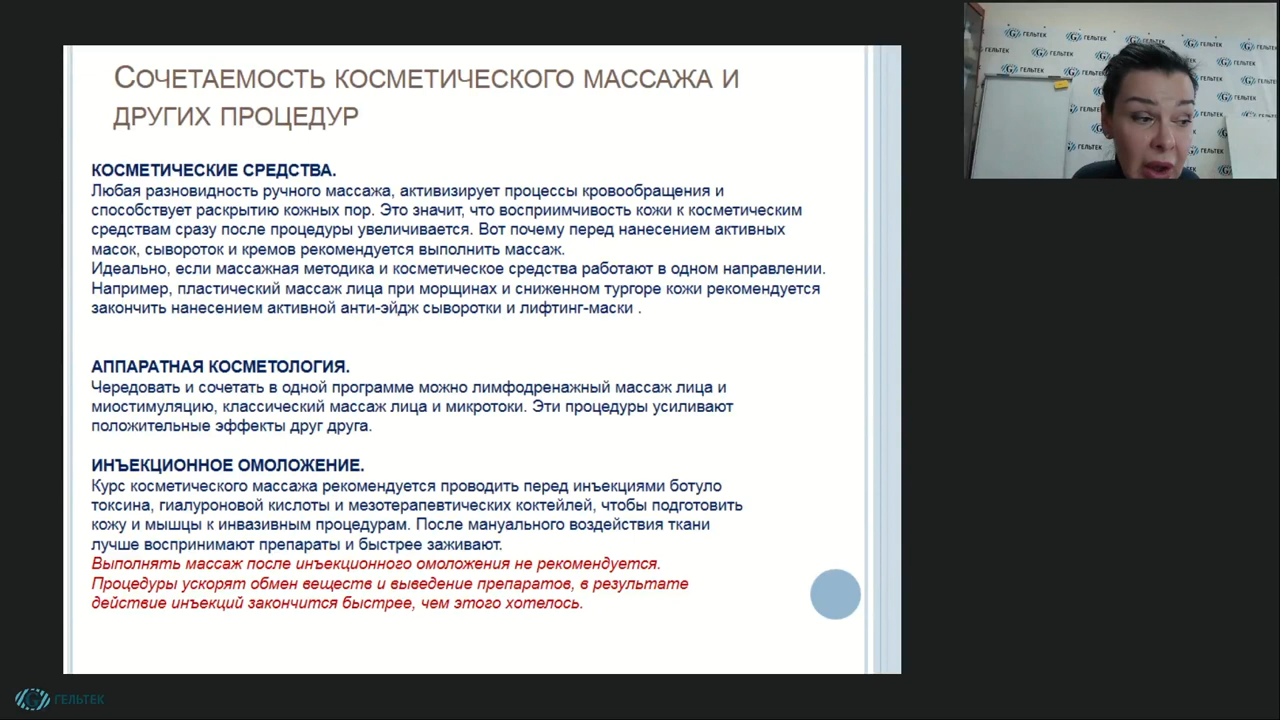 Сочетаемость косметического массажа и
других процедур
КОСМЕТИЧЕСКИЕ СРЕДСТВА.
Любая разновидность ручного массажа, активизирует процессы кровообращения и
способствует раскрытию кожных пор. Это значит, что восприимчивость кожи к косметическим
средствам сразу после процедуры увеличивается. Вот почему перед нанесением активных
масок, сывороток и кремов рекомендуется выполнить массаж.
Идеально, если массажная методика и косметическое средства работают в одном направлении.
Например, пластический массаж лица при морщинах и сниженном тургоре кожи рекомендуется
закончить нанесением активной анти-эйдж сыворотки и лифтинг-маски .
АППАРАТНАЯ КОСМЕТОЛОГИЯ.
Чередовать и сочетать в одной программе можно лимфодренажный массаж лица и
миостимуляцию, классический массаж лица и микротоки. Эти процедуры усиливают
положительные эффекты друг друга.
ИНЪЕКЦИОННОЕ ОМОЛОЖЕНИЕ.
Курс косметического массажа рекомендуется проводить перед инъекциями ботуло
токсина, гиалуроновой кислоты и мезотерапевтических коктейлей, чтобы подготовить
кожу и мышцы к инвазивным процедурам. После мануального воздействия ткани
лучше воспринимают препараты и быстрее заживают.
Выполнять массаж после инъекционного омоложения не рекомендуется.
Процедуры ускорят обмен веществ и выведение препаратов, в результате
действие инъекций закончится быстрее, чем этого хотелось.
ГЕЛЬТЕК
ГЕЛЬТЕК
ГЕЛЬТЕК
ГЕЛЬТЕК
ГЕЛЬТЕК
ГЕЛЬТЕК